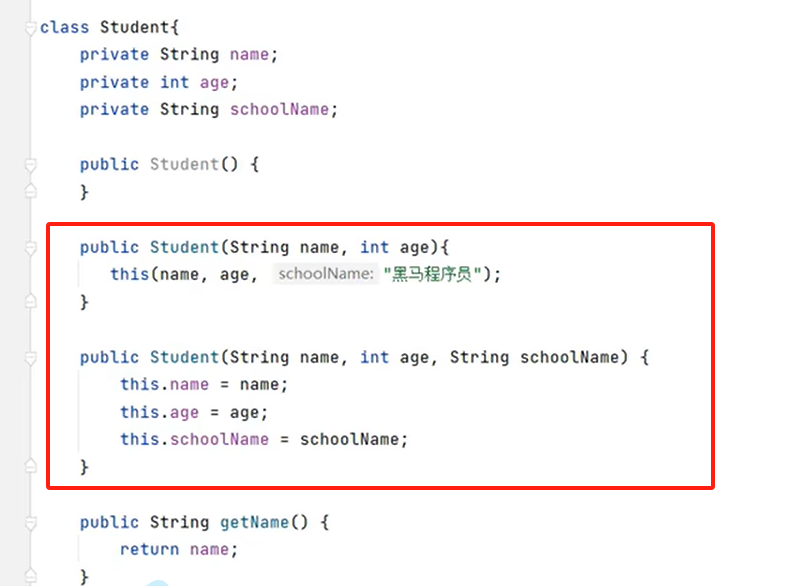 class Student{
private String name;
private int age;
private String schoolName;
public Student() {
}
public Student(String name, int age){
this(name, age, schoolName: "黑马程序员");
}
public Student(String name, int age, String schoolName) {
this.name = name;
this.age = age;
this.schoolName = schoolName;
}
public String getName() {
return name;
}